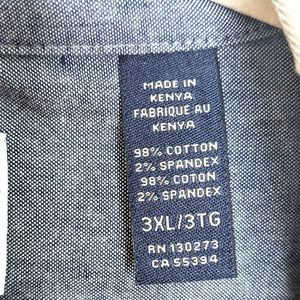 MADE IN
KENYA
FABRIQUE AU
KENYA
98% COTTON
2% SPANDEX
98% COTON
2% SPANDEX
3XL/3TG
RN 130273
CA 55394